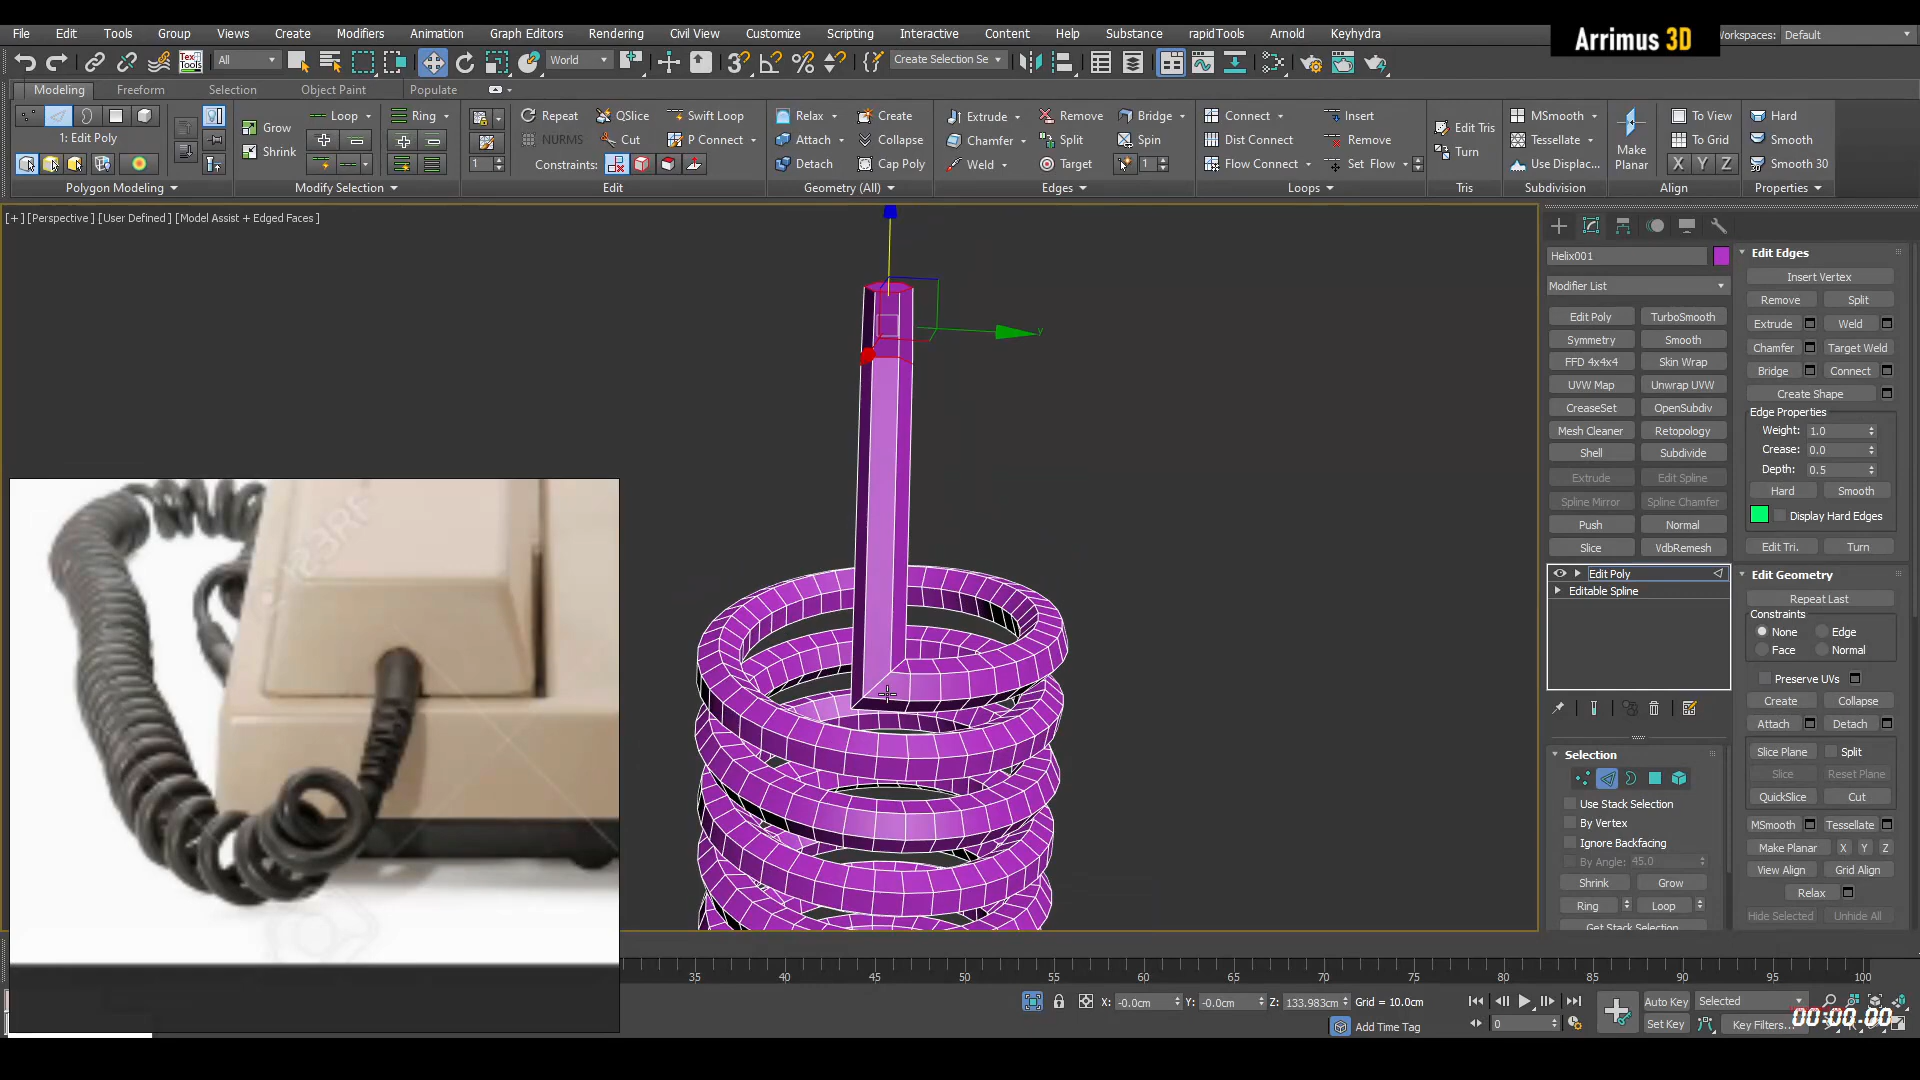 Arrimus 3D
File Edit Tools Group Views Create Modifiers Animation Graph Editors Rendering Civil View Customize Scripting Interactive Content Help Substance rapidTools Arnold Keyhydra Workspaces: Default
All World Create Selection Se
Modeling Freeform Selection Object Paint Populate
Loop Ring Repeat QSlice Swift Loop Relax Create Extrude Remove Bridge Connect Insert MSmooth To View Hard
1: Edit Poly Grow NURMS Cut P Connect Attach Collapse Chamfer Split Spin Dist Connect Remove Edit Tris Tessellate To Grid Smooth
Shrink 1 Constraints: Detach Cap Poly Weld Target 1 Flow Connect Set Flow Turn Use Displac... Make Planar X Y Z Smooth 30
Polygon Modeling Modify Selection Edit Geometry (All) Edges Loops Tris Subdivision Align Properties
[+] [Perspective] [User Defined] [Model Assist + Edged Faces]
y
123RF
Helix001
Modifier List
Edit Poly TurboSmooth
Symmetry Smooth
FFD 4x4x4 Skin Wrap
UVW Map Unwrap UVW
CreaseSet OpenSubdiv
Mesh Cleaner Retopology
Shell Subdivide
Extrude Edit Spline
Spline Mirror Spline Chamfer
Push Normal
Slice VdbRemesh
Edit Poly
Editable Spline
Selection
Use Stack Selection
By Vertex
Ignore Backfacing
By Angle: 45.0
Shrink Grow
Ring Loop
Get Stack Selection
Edit Edges
Insert Vertex
Remove Split
Extrude Weld
Chamfer Target Weld
Bridge Connect
Create Shape
Edge Properties
Weight: 1.0
Crease: 0.0
Depth: 0.5
Hard Smooth
Display Hard Edges
Edit Tri. Turn
Edit Geometry
Repeat Last
Constraints
None Edge
Face Normal
Preserve UVs
Create Collapse
Attach Detach
Slice Plane Split
Slice Reset Plane
QuickSlice Cut
MSmooth Tessellate
Make Planar X Y Z
View Align Grid Align
Relax
Hide Selected Unhide All
35 40 45 50 55 60 65 70 75 80 85 90 95 100
X: -0.0cm Y: -0.0cm Z: 133.983cm Grid = 10.0cm Auto Key Selected
Add Time Tag 0 Set Key Key Filters...
00:00.00